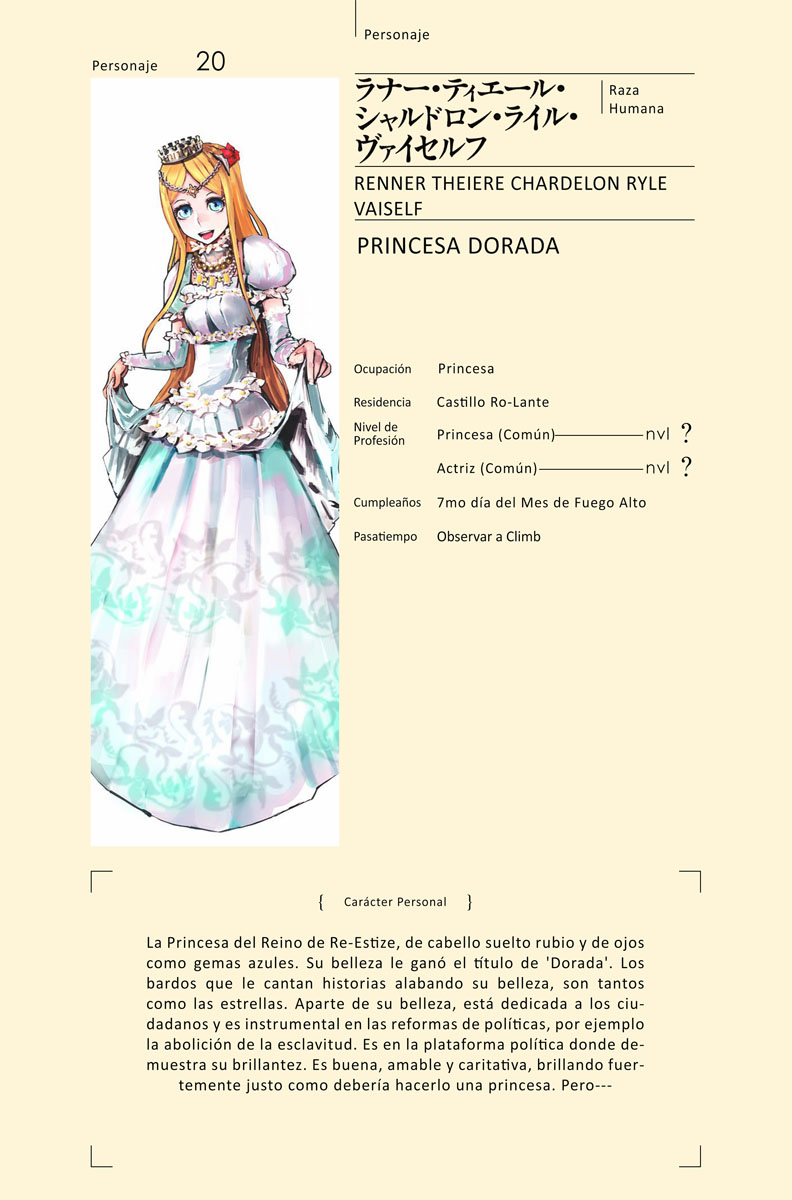 Personaje
Personaje 20
ラナー・ティエール・
シャルドロン・ライル・
ヴァイセルフ
Raza
Humana
RENNER THEIERE CHARDELON RYLE
VAISELF
PRINCESA DORADA
Ocupación Princesa
Residencia Castillo Ro-Lante
Nivel de
Profesión
Princesa (Común) nvl ?
Actriz (Común) nvl ?
Cumpleaños 7mo día del Mes de Fuego Alto
Pasatiempo Observar a Climb
{ Carácter Personal }
La Princesa del Reino de Re-Estize, de cabello suelto rubio y de ojos
como gemas azules. Su belleza le ganó el título de 'Dorada'. Los
bardos que le cantan historias alabando su belleza, son tantos
como las estrellas. Aparte de su belleza, está dedicada a los ciu-
dadanos y es instrumental en las reformas de políticas, por ejemplo
la abolición de la esclavitud. Es en la plataforma política donde de-
muestra su brillantez. Es buena, amable y caritativa, brillando fuer-
temente justo como debería hacerlo una princesa. Pero---